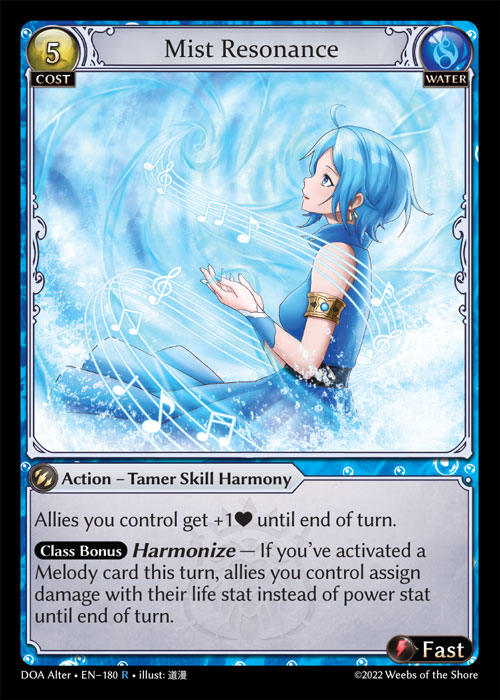 5
Mist Resonance
COST
WATER
Action – Tamer Skill Harmony
Allies you control get +1♥ until end of turn.
Class Bonus Harmonize — If you've activated a
Melody card this turn, allies you control assign
damage with their life stat instead of power stat
until end of turn.
Fast
DOA Alter • EN–180 R • illust: 道漫
©2022 Weebs of the Shore